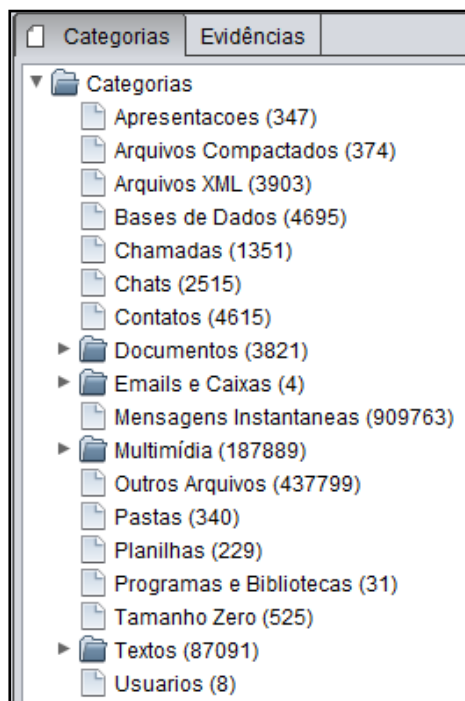 Categorias Evidências
Categorias
Apresentacoes (347)
Arquivos Compactados (374)
Arquivos XML (3903)
Bases de Dados (4695)
Chamadas (1351)
Chats (2515)
Contatos (4615)
Documentos (3821)
Emails e Caixas (4)
Mensagens Instantaneas (909763)
Multimídia (187889)
Outros Arquivos (437799)
Pastas (340)
Planilhas (229)
Programas e Bibliotecas (31)
Tamanho Zero (525)
Textos (87091)
Usuarios (8)